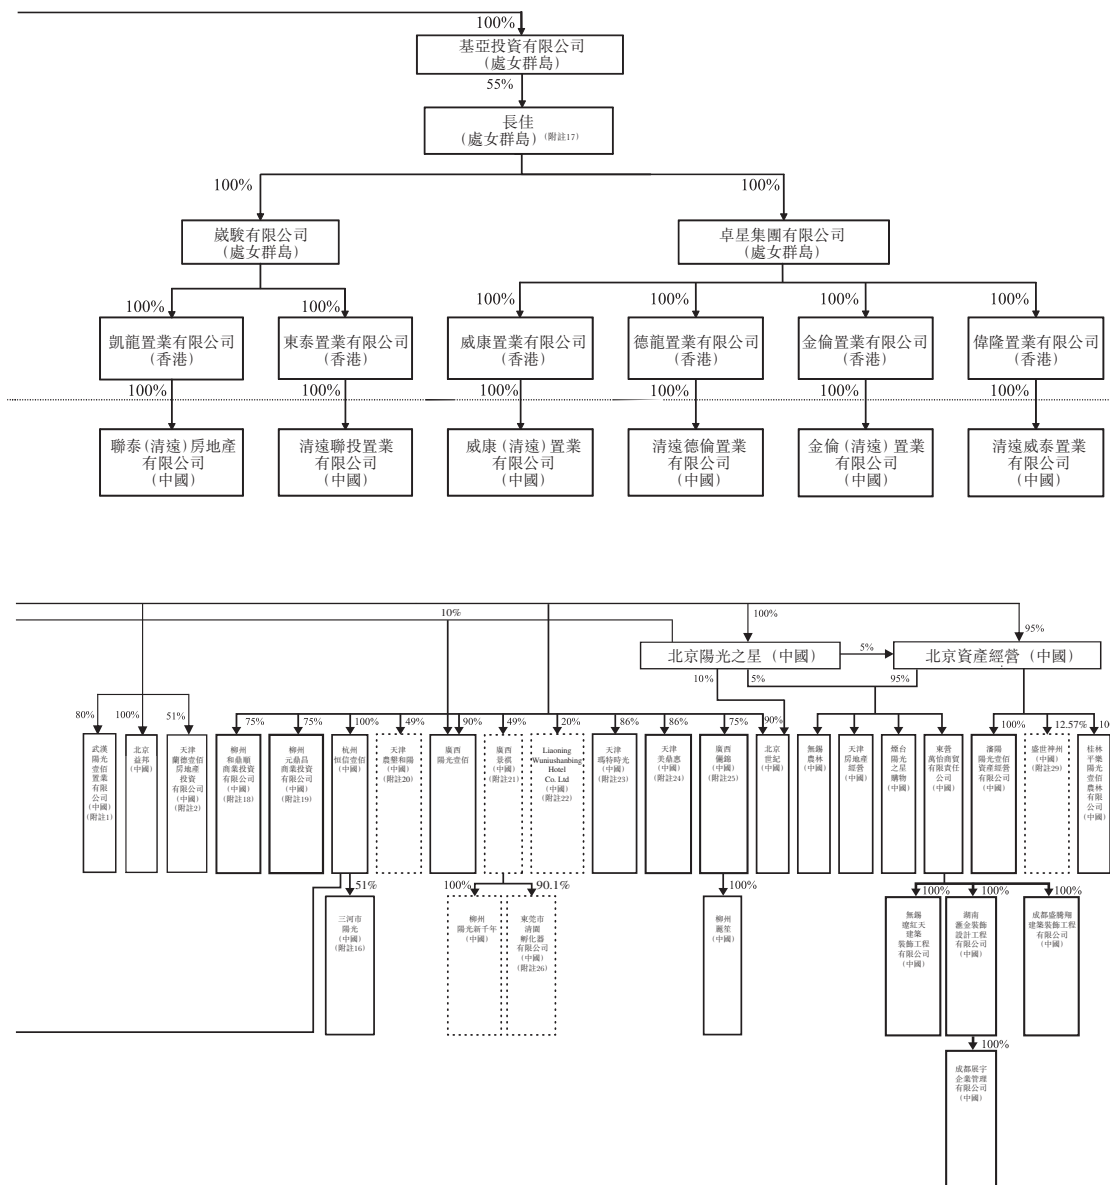 100%
基亞投資有限公司
(處女群島)
55%
長佳
(處女群島)(附註17)
100%
100%
崴駿有限公司
(處女群島)
卓星集團有限公司
(處女群島)
100%
100%
100%
100%
100%
100%
凱龍置業有限公司
(香港)
東泰置業有限公司
(香港)
威康置業有限公司
(香港)
德龍置業有限公司
(香港)
金倫置業有限公司
(香港)
偉隆置業有限公司
(香港)
100%
100%
100%
100%
100%
100%
聯泰(清遠)房地產
有限公司
(中國)
清遠聯投置業
有限公司
(中國)
威康(清遠)置業
有限公司
(中國)
清遠德倫置業
有限公司
(中國)
金倫(清遠)置業
有限公司
(中國)
清遠威泰置業
有限公司
(中國)
10%
100%
95%
北京陽光之星(中國)
5%
北京資產經營(中國)
10%
5%
95%
80%
100%
51%
75%
75%
100%
49%
90%
49%
20%
86%
86%
75%
90%
100%
12.57%
100
武漢
陽光
壹佰
置業
有限
公司
(中國)
(附註1)
北京
益邦
(中國)
天津
蘭德壹佰
房地產
投資
有限公司
(中國)
(附註2)
柳州
和鼎順
商業投資
有限公司
(中國)
(附註18)
柳州
元鼎昌
商業投資
有限公司
(中國)
(附註19)
杭州
恒信壹佰
(中國)
天津
農墾和陽
(中國)
(附註20)
廣西
陽光壹佰
(中國)
廣西
景祺
(中國)
(附註21)
Liaoning
Wuniushanbing
Hotel
Co. Ltd
(中國)
(附註22)
天津
瑪特時光
(中國)
(附註23)
天津
美鼎惠
(中國)
(附註24)
廣西
儷錦
(中國)
(附註25)
北京
世紀
(中國)
無錫
農林
(中國)
天津
房地產
經營
(中國)
煙台
陽光
之星
購物
(中國)
東營
萬怡商貿
有限責任
公司
(中國)
瀋陽
陽光壹佰
資產經營
有限公司
(中國)
盛世神州
(中國)
(附註29)
桂林
平樂
陽光
壹佰
農林
有限
公司
(中國)
51%
100%
90.1%
100%
100%
100%
100%
三河市
陽光
(中國)
(附註16)
柳州
陽光新千年
(中國)
東莞市
清園
孵化器
有限公司
(中國)
(附註26)
柳州
麗笙
(中國)
無錫
瓊紅天
建築
裝飾工程
有限公司
(中國)
湖南
滙金裝飾
設計工程
有限公司
(中國)
成都盛騰翔
建築裝飾工程
有限公司
(中國)
100%
成都展宇
企業管理
有限公司
(中國)